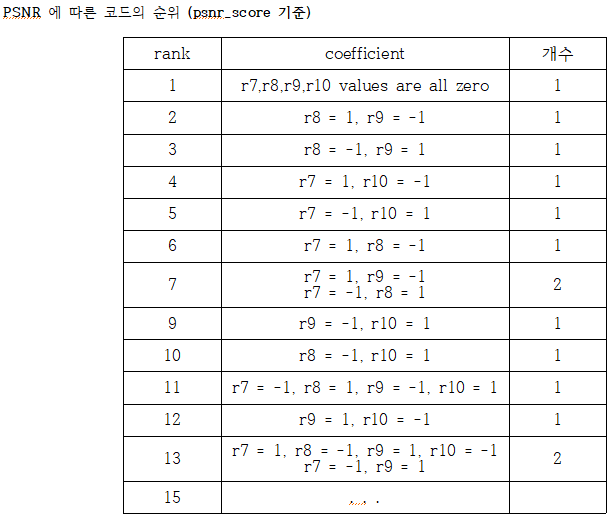 PSNR 에 따른 코드의 순위 (psnr_score 기준)
rank coefficient 개수
1 r7,r8,r9,r10 values are all zero 1
2 r8 = 1, r9 = -1 1
3 r8 = -1, r9 = 1 1
4 r7 = 1, r10 = -1 1
5 r7 = -1, r10 = 1 1
6 r7 = 1, r8 = -1 1
7 r7 = 1, r9 = -1 2
r7 = -1, r8 = 1
9 r9 = -1, r10 = 1 1
10 r8 = -1, r10 = 1 1
11 r7 = -1, r8 = 1, r9 = -1, r10 = 1 1
12 r9 = 1, r10 = -1 1
13 r7 = 1, r8 = -1, r9 = 1, r10 = -1 2
r7 = -1, r9 = 1
15 . . .